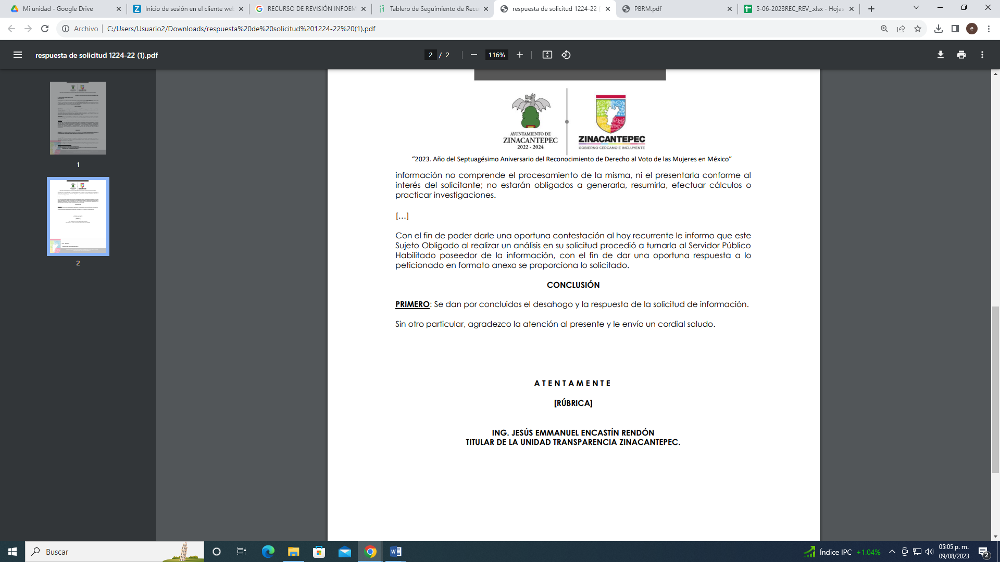 Mi unidad - Google Drive
Inicio de sesión en el cliente web
RECURSO DE REVISIÓN INFOEM
Tablero de Seguimiento de Recu
respuesta de solicitud 1224-22 (
PBRM.pdf
5-06-2023REC_REV_.xlsx - Hojas
Archivo
C:/Users/Usuario2/Downloads/respuesta%20de%20solicitud%201224-22%20(1).pdf
e
respuesta de solicitud 1224-22 (1).pdf
2 / 2
116%
1
2
AYUNTAMIENTO DE
ZINACANTEPEC
2022 - 2024
ZINACANTEPEC
GOBIERNO CERCANO E INCLUYENTE
“2023. Año del Septuagésimo Aniversario del Reconocimiento de Derecho al Voto de las Mujeres en México”
información no comprende el procesamiento de la misma, ni el presentarla conforme al
interés del solicitante; no estarán obligados a generarla, resumirla, efectuar cálculos o
practicar investigaciones.
[…]
Con el fin de poder darle una oportuna contestación al hoy recurrente le informo que este
Sujeto Obligado al realizar un análisis en su solicitud procedió a turnarla al Servidor Público
Habilitado poseedor de la información, con el fin de dar una oportuna respuesta a lo
peticionado en formato anexo se proporciona lo solicitado.
CONCLUSIÓN
PRIMERO: Se dan por concluidos el desahogo y la respuesta de la solicitud de información.
Sin otro particular, agradezco la atención al presente y le envío un cordial saludo.
A T E N T A M E N T E
[RÚBRICA]
ING. JESÚS EMMANUEL ENCASTÍN RENDÓN
TITULAR DE LA UNIDAD TRANSPARENCIA ZINACANTEPEC.
Buscar
Índice IPC +1.04%
05:05 p. m.
09/08/2023
2